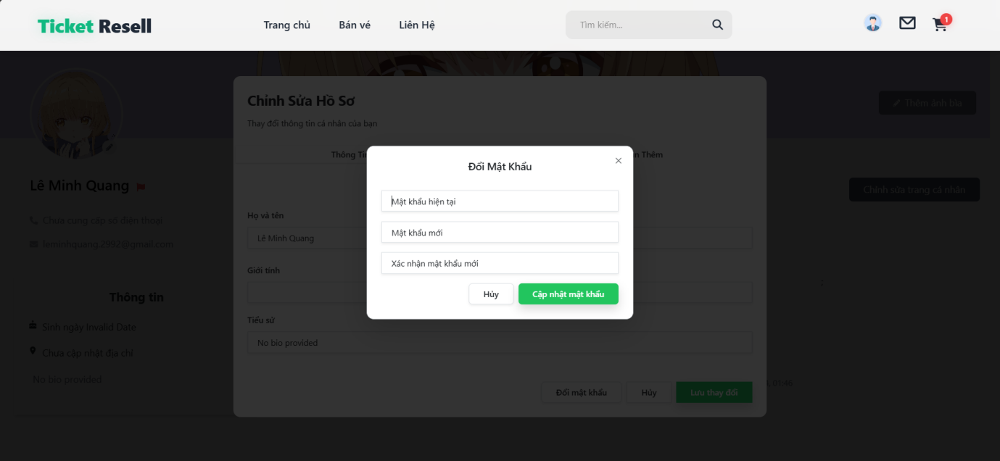 Ticket Resell
Trang chủ
Bán vé
Liên Hệ
Tìm kiếm...
1
Thêm ảnh bìa
Lê Minh Quang
Chưa cung cấp số điện thoại
leminhquang.2992@gmail.com
Chỉnh sửa trang cá nhân
Thông tin
Sinh ngày Invalid Date
Chưa cập nhật địa chỉ
No bio provided
Chỉnh Sửa Hồ Sơ
Thay đổi thông tin cá nhân của bạn
Thông Ti
n Thêm
Họ và tên
Lê Minh Quang
Giới tính
Tiểu sử
No bio provided
Đổi mật khẩu
Hủy
Lưu thay đổi
, 01:46
Đổi Mật Khẩu
Mật khẩu hiện tại
Mật khẩu mới
Xác nhận mật khẩu mới
Hủy
Cập nhật mật khẩu